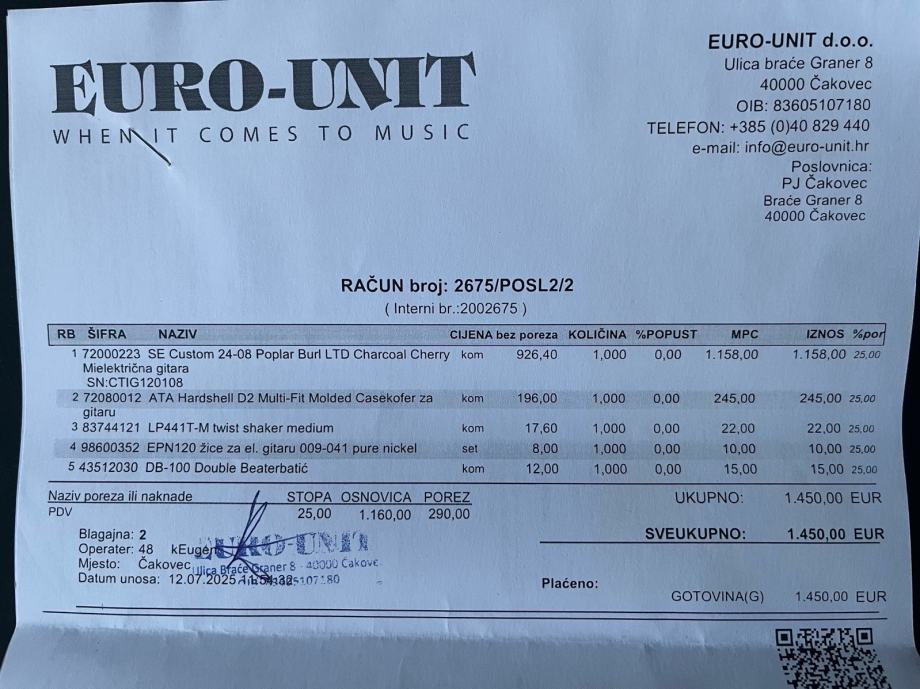 EURO-UNIT
WHEN IT COMES TO MUSIC
EURO-UNIT d.o.o.
Ulica braće Graner 8
40000 Čakovec
OIB: 83605107180
TELEFON: +385 (0)40 829 440
e-mail: info@euro-unit.hr
Poslovnica:
PJ Čakovec
Braće Graner 8
40000 Čakovec
RAČUN broj: 2675/POSL2/2
( Interni br.:2002675 )
RB ŠIFRA NAZIV CIJENA bez poreza KOLIČINA %POPUST MPC IZNOS %por
1 72000223 SE Custom 24-08 Poplar Burl LTD Charcoal Cherry kom 926,40 1,000 0,00 1.158,00 1.158,00 25,00
Mielektrična gitara
SN:CTIG120108
2 72080012 ATA Hardshell D2 Multi-Fit Molded Casekofer za kom 196,00 1,000 0,00 245,00 245,00 25,00
gitaru
3 83744121 LP441T-M twist shaker medium kom 17,60 1,000 0,00 22,00 22,00 25,00
4 98600352 EPN120 žice za el. gitaru 009-041 pure nickel set 8,00 1,000 0,00 10,00 10,00 25,00
5 43512030 DB-100 Double Beaterbatić kom 12,00 1,000 0,00 15,00 15,00 25,00
Naziv poreza ili naknade STOPA OSNOVICA POREZ
PDV 25,00 1.160,00 290,00
UKUPNO: 1.450,00 EUR
SVEUKUPNO: 1.450,00 EUR
Blagajna: 2
Operater: 48 kEugen
Mjesto: Čakovec
Datum unosa: 12.07.2025
EURO-UNIT
Ulica Braće Graner 8 - 40000 Čakovec
Plaćeno:
GOTOVINA(G) 1.450,00 EUR